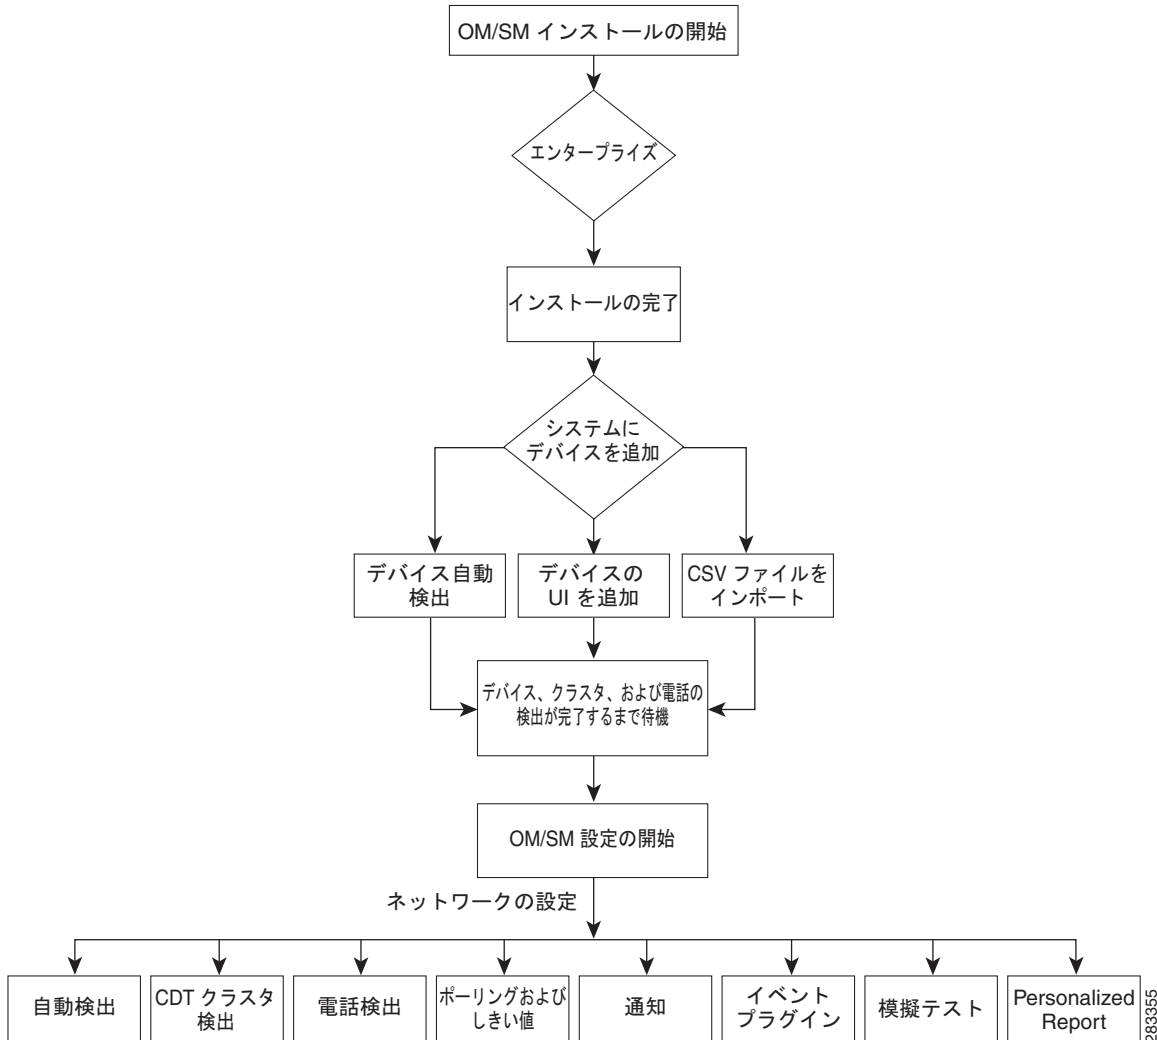 OM/SM インストールの開始
エンタープライズ
インストールの完了
システムに
デバイスを追加
デバイス自動
検出
デバイスの
UI を追加
CSV ファイルを
インポート
デバイス、クラスタ、および電話の
検出が完了するまで待機
OM/SM 設定の開始
ネットワークの設定
自動検出
CDT クラスタ
検出
電話検出
ポーリングおよび
しきい値
通知
イベント
プラグイン
模擬テスト
Personalized
Report
283355